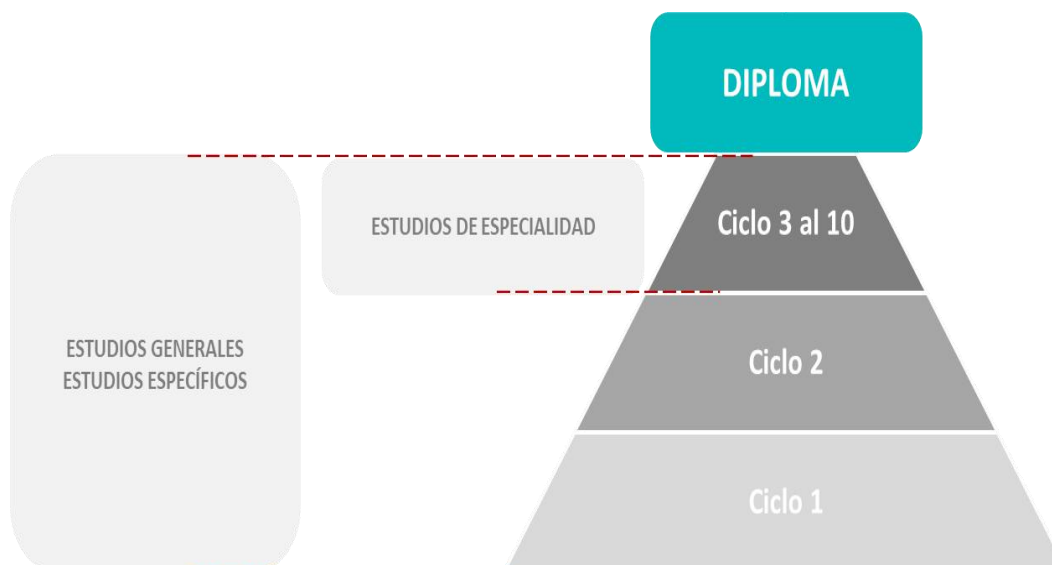 DIPLOMA
Ciclo 3 al 10
ESTUDIOS DE ESPECIALIDAD
ESTUDIOS GENERALES
ESTUDIOS ESPECÍFICOS
Ciclo 2
Ciclo 1